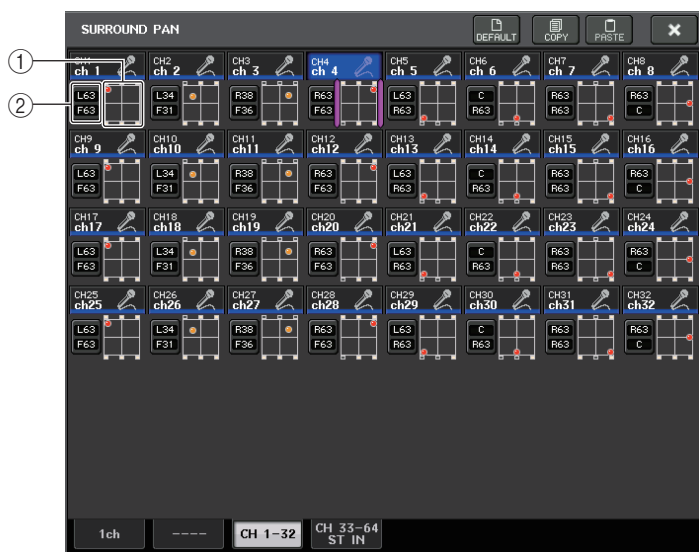 SURROUND PAN
DEFAULT COPY PASTE
①
②
CH1 CH2 CH3 CH4 CH5 CH6 CH7 CH8
ch 1 ch 2 ch 3 ch 4 ch 5 ch 6 ch 7 ch 8
L63 L34 R38 R63 L63 C R63 R63
F63 F31 F36 F63 R63 R63 R63 C
CH9 CH10 CH11 CH12 CH13 CH14 CH15 CH16
ch 9 ch10 ch11 ch12 ch13 ch14 ch15 ch16
L63 L34 R38 R63 L63 C R63 R63
F63 F31 F36 F63 R63 R63 R63 C
CH17 CH18 CH19 CH20 CH21 CH22 CH23 CH24
ch17 ch18 ch19 ch20 ch21 ch22 ch23 ch24
L63 L34 R38 R63 L63 C R63 R63
F63 F31 F36 F63 R63 R63 R63 C
CH25 CH26 CH27 CH28 CH29 CH30 CH31 CH32
ch25 ch26 ch27 ch28 ch29 ch30 ch31 ch32
L63 L34 R38 R63 L63 C R63 R63
F63 F31 F36 F63 R63 R63 R63 C
1ch ---- CH 1-32 CH 33-64
ST IN